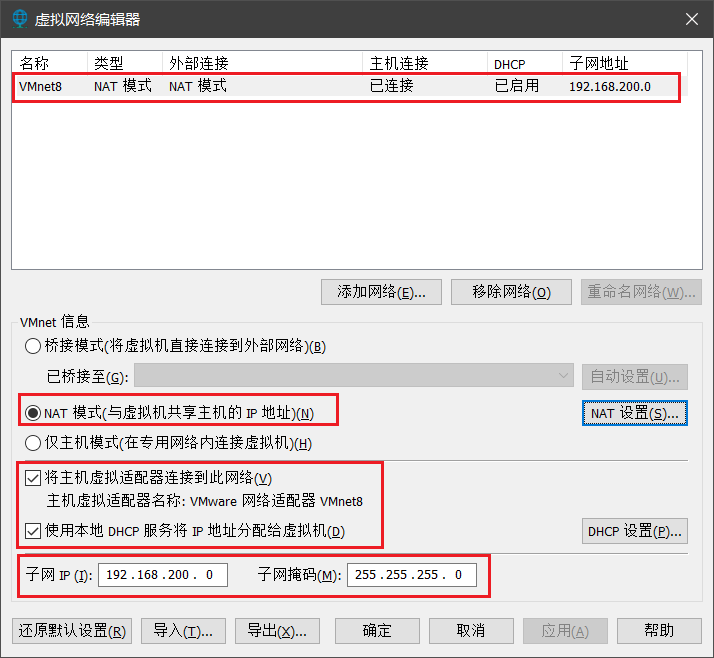 虚拟网络编辑器
名称 类型 外部连接 主机连接 DHCP 子网地址
VMnet8 NAT 模式 NAT 模式 已连接 已启用 192.168.200.0
添加网络(E)... 移除网络(O) 重命名网络(W)...
VMnet 信息
桥接模式(将虚拟机直接连接到外部网络)(B)
已桥接至(G): 自动设置(U)...
NAT 模式(与虚拟机共享主机的 IP 地址)(N) NAT 设置(S)...
仅主机模式(在专用网络内连接虚拟机)(H)
将主机虚拟适配器连接到此网络(V)
主机虚拟适配器名称: VMware 网络适配器 VMnet8
使用本地 DHCP 服务将 IP 地址分配给虚拟机(D) DHCP 设置(P)...
子网 IP (I): 192 . 168 . 200 . 0 子网掩码(M): 255 . 255 . 255 . 0
还原默认设置(R) 导入(T)... 导出(X)... 确定 取消 应用(A) 帮助